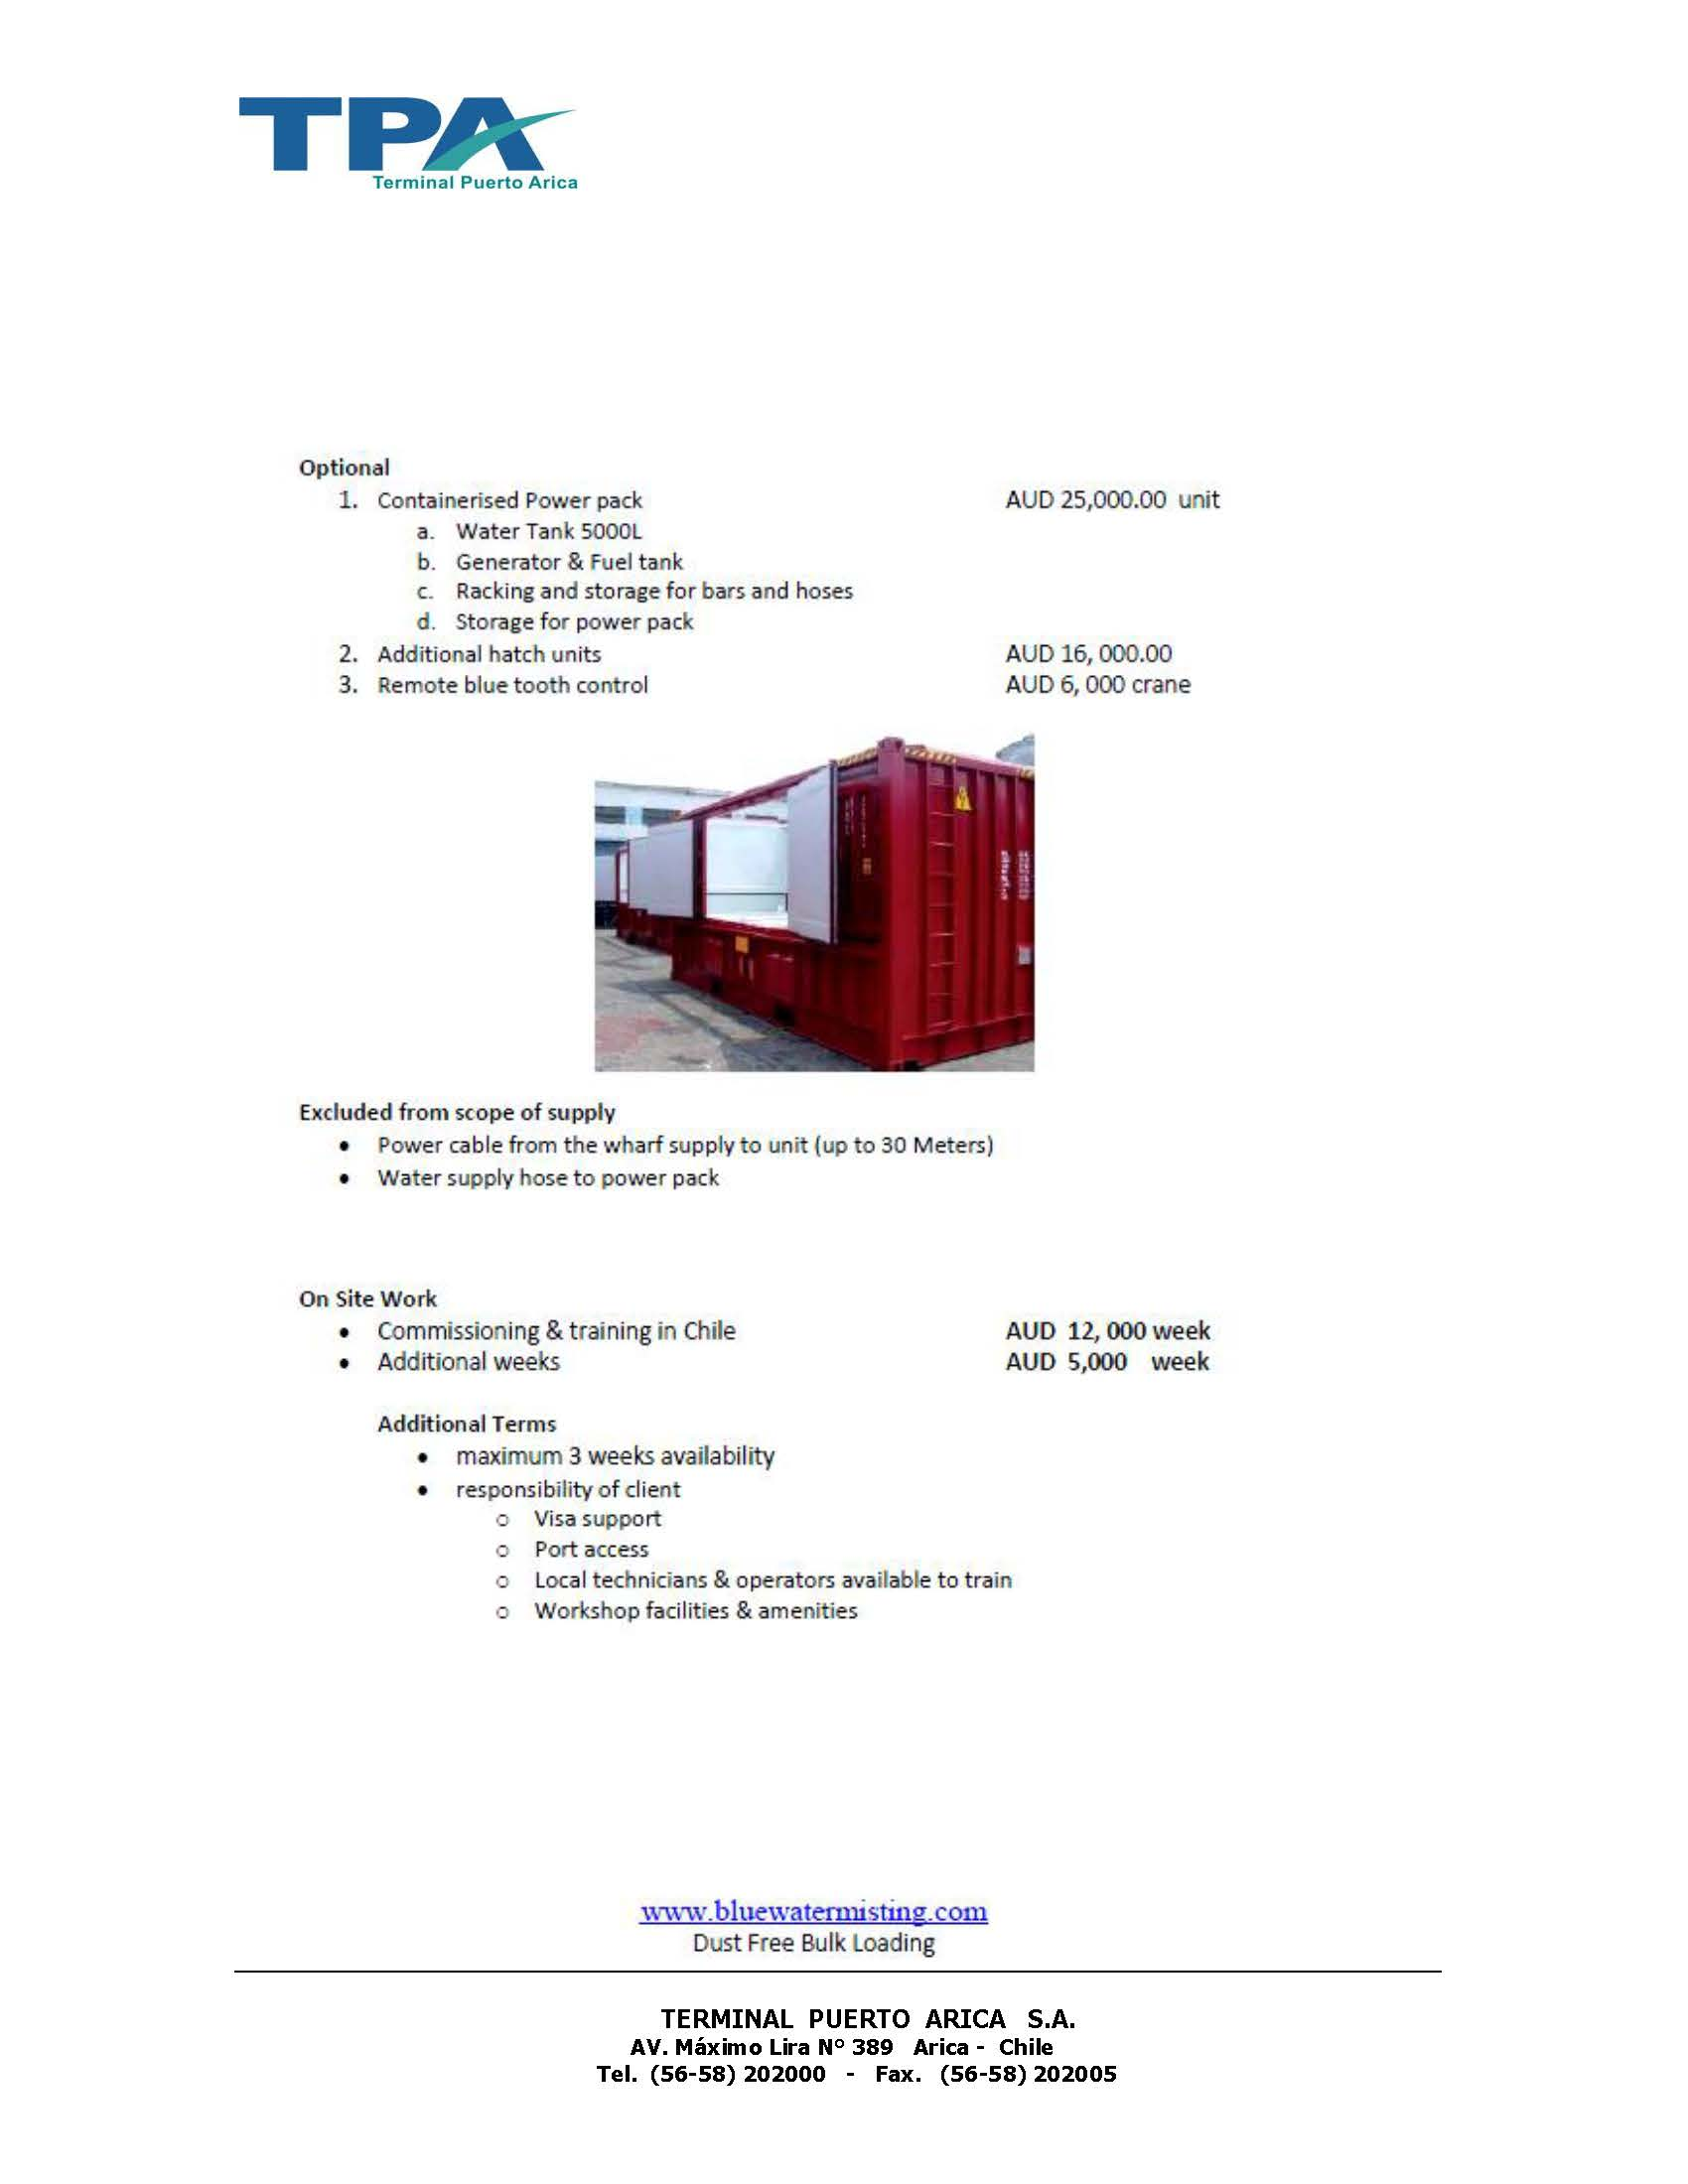 TPA
Terminal Puerto Arica
Optional
1. Containerised Power pack AUD 25,000.00 unit
a. Water Tank 5000L
b. Generator & Fuel tank
c. Racking and storage for bars and hoses
d. Storage for power pack
2. Additional hatch units AUD 16, 000.00
3. Remote blue tooth control AUD 6, 000 crane
Excluded from scope of supply
• Power cable from the wharf supply to unit (up to 30 Meters)
• Water supply hose to power pack
On Site Work
• Commissioning & training in Chile AUD 12, 000 week
• Additional weeks AUD 5,000 week
Additional Terms
• maximum 3 weeks availability
• responsibility of client
o Visa support
o Port access
o Local technicians & operators available to train
o Workshop facilities & amenities
www.bluewatermisting.com
Dust Free Bulk Loading
TERMINAL PUERTO ARICA S.A.
AV. Máximo Lira Nº 389 Arica - Chile
Tel. (56-58) 202000 - Fax. (56-58) 202005